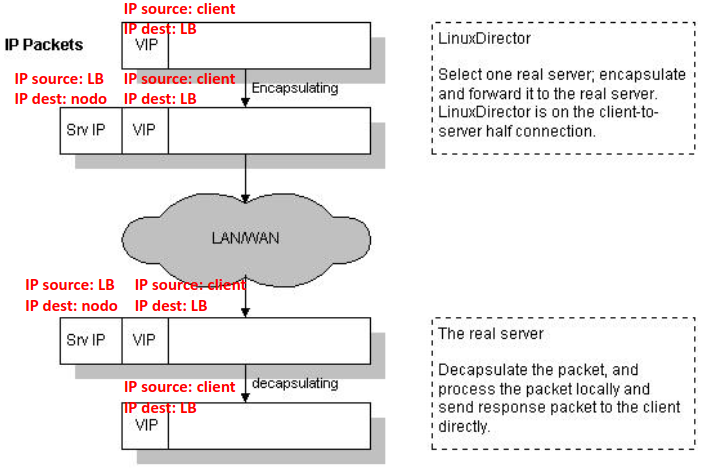 IP source: client
IP dest: LB
IP Packets
VIP
IP source: LB
IP dest: nodo
IP source: client
IP dest: LB
Encapsulating
Srv IP
VIP
LinuxDirector
Select one real server; encapsulate
and forward it to the real server.
LinuxDirector is on the client-to-
server half connection.
LAN/WAN
IP source: LB
IP dest: nodo
IP source: client
IP dest: LB
Srv IP
VIP
decapsulating
IP source: client
IP dest: LB
VIP
The real server
Decapsulate the packet, and
process the packet locally and
send response packet to the client
directly.